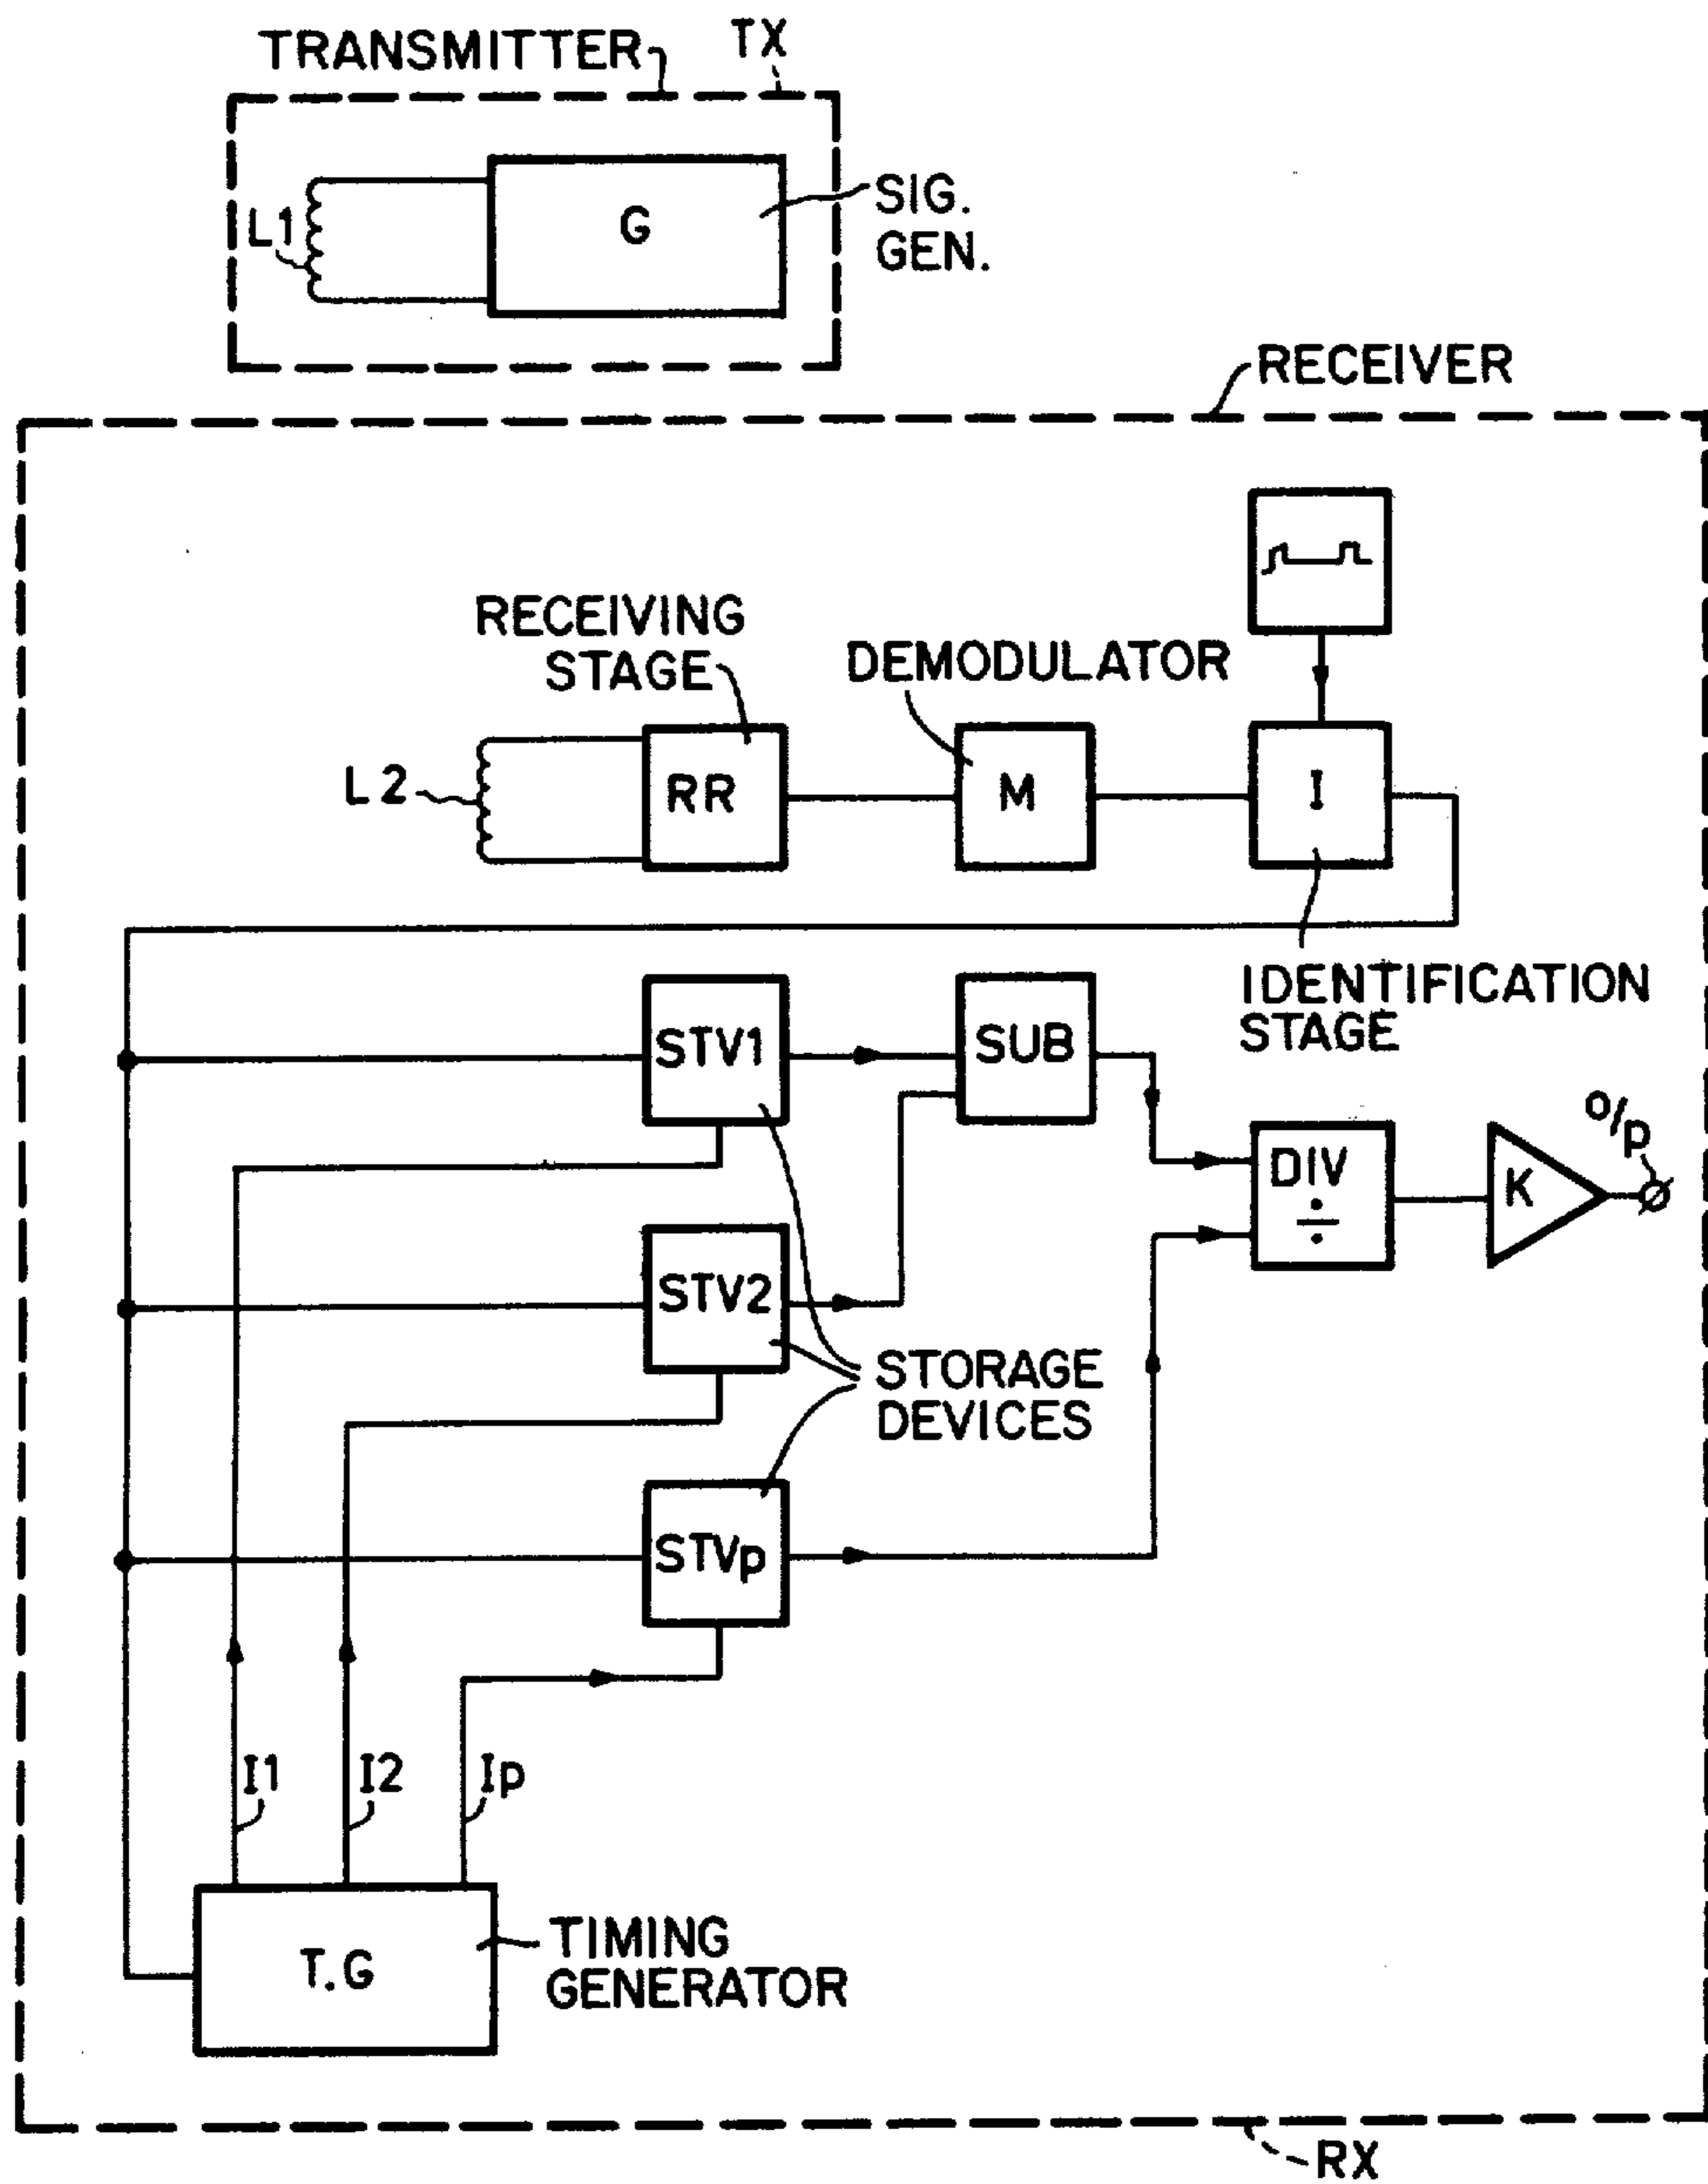 TRANSMITTER
TX
L1
G
SIG.
GEN.
RECEIVER
RECEIVING
STAGE
DEMODULATOR
L2
RR
M
I
IDENTIFICATION
STAGE
STV1
SUB
O/P
DIV
÷
K
STV2
STORAGE
DEVICES
STVp
I1
I2
Ip
T.G
TIMING
GENERATOR
RX